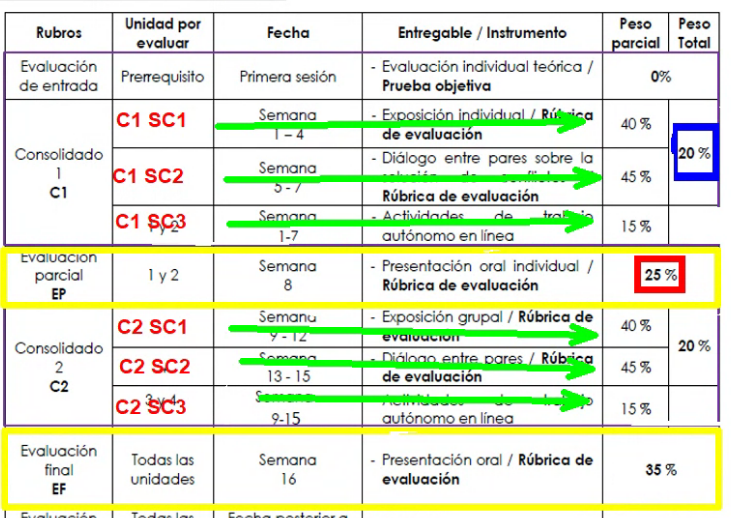 Rubros Unidad por evaluar Fecha Entregable / Instrumento Peso parcial Peso Total
Evaluación de entrada Prerrequisito Primera sesión - Evaluación individual teórica / Prueba objetiva 0%
Consolidado 1 C1
C1 SC1 Semana 1 – 4 - Exposición individual / Rúbrica de evaluación 40 %
20 %
C1 SC2 Semana 5 - 7 - Diálogo entre pares sobre la solución de conflictos / Rúbrica de evaluación 45 %
C1 SC3 1 y 2 Semana 1-7 - Actividades de trabajo autónomo en línea 15 %
Evaluación parcial EP 1 y 2 Semana 8 - Presentación oral individual / Rúbrica de evaluación 25 %
Consolidado 2 C2
C2 SC1 Semana 9 - 12 - Exposición grupal / Rúbrica de evaluación 40 %
20 %
C2 SC2 Semana 13 - 15 - Diálogo entre pares / Rúbrica de evaluación 45 %
C2 SC3 3 y 4 Semana 9-15 - Actividades de trabajo autónomo en línea 15 %
Evaluación final EF Todas las unidades Semana 16 - Presentación oral / Rúbrica de evaluación 35 %
Evaluación Todas las Fecha posterior a